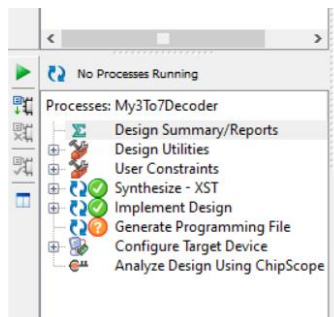 No Processes Running
Processes: My3To7Decoder
Design Summary/Reports
Design Utilities
User Constraints
Synthesize - XST
Implement Design
Generate Programming File
Configure Target Device
Analyze Design Using ChipScope